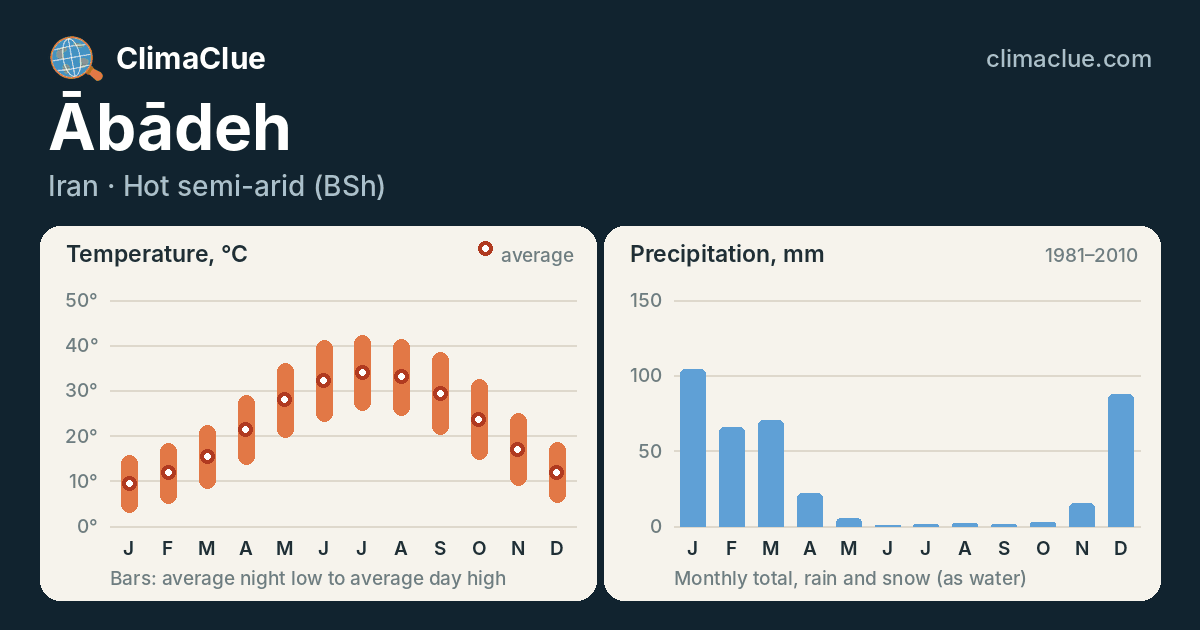 ClimaClue
climaclue.com
Ābādeh
Iran · Hot semi-arid (BSh)
Temperature, °C
average
50°
40°
30°
20°
10°
0°
J F M A M J J A S O N D
Bars: average night low to average day high
Precipitation, mm
1981–2010
150
100
50
0
J F M A M J J A S O N D
Monthly total, rain and snow (as water)